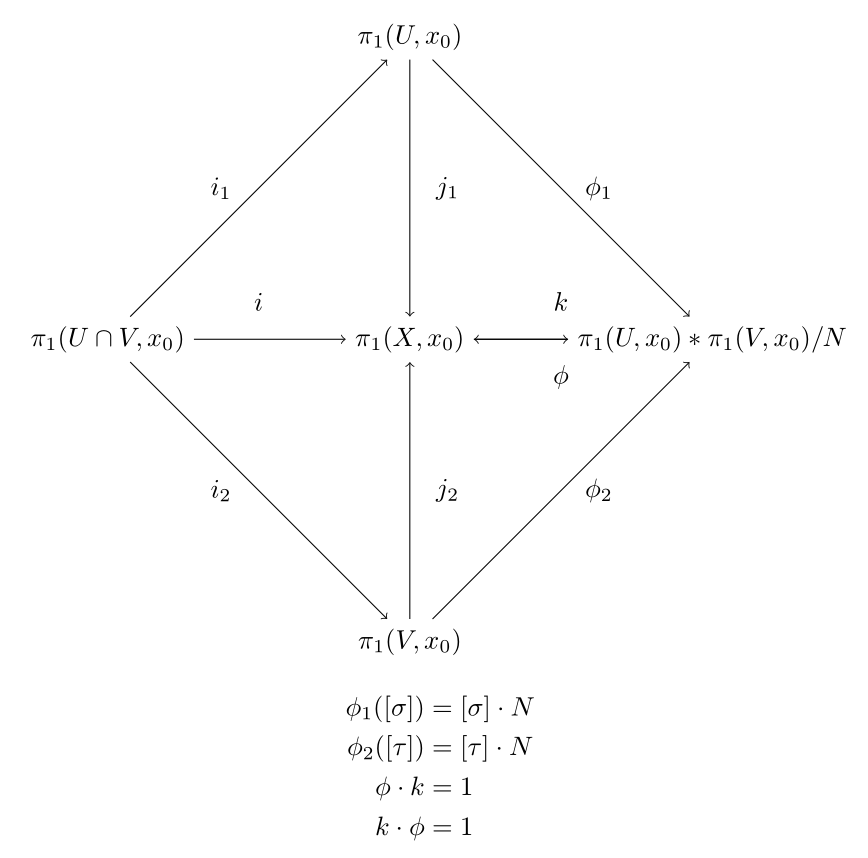 π₁(U, x₀)
i₁ j₁ ϕ₁
i k
π₁(U ∩ V, x₀) π₁(X, x₀) π₁(U, x₀) ∗ π₁(V, x₀)/N
ϕ
i₂ j₂ ϕ₂
π₁(V, x₀)
ϕ₁([σ]) = [σ] · N
ϕ₂([τ]) = [τ] · N
ϕ · k = 1
k · ϕ = 1